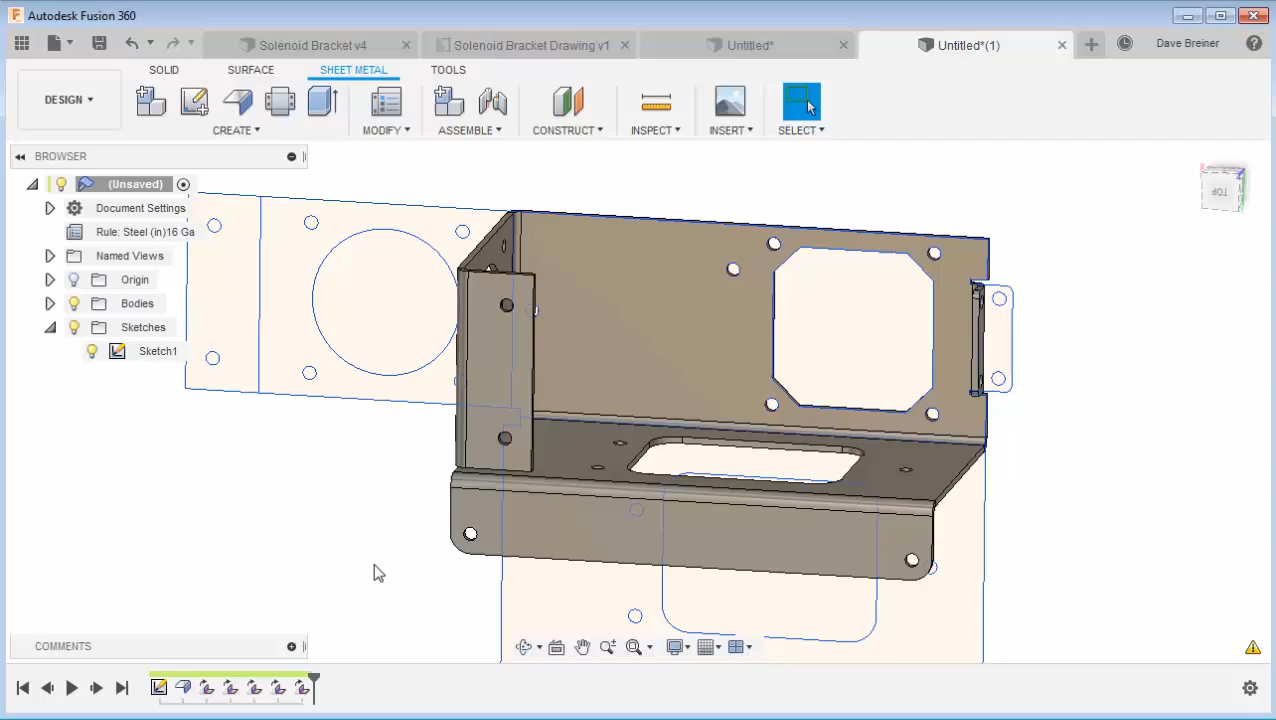 Autodesk Fusion 360
Solenoid Bracket v4
Solenoid Bracket Drawing v1
Untitled*
Untitled*(1)
Dave Breiner
SOLID
SURFACE
SHEET METAL
TOOLS
DESIGN
CREATE
MODIFY
ASSEMBLE
CONSTRUCT
INSPECT
INSERT
SELECT
BROWSER
(Unsaved)
Document Settings
Rule: Steel (in)16 Ga
Named Views
Origin
Bodies
Sketches
Sketch1
TOP
COMMENTS